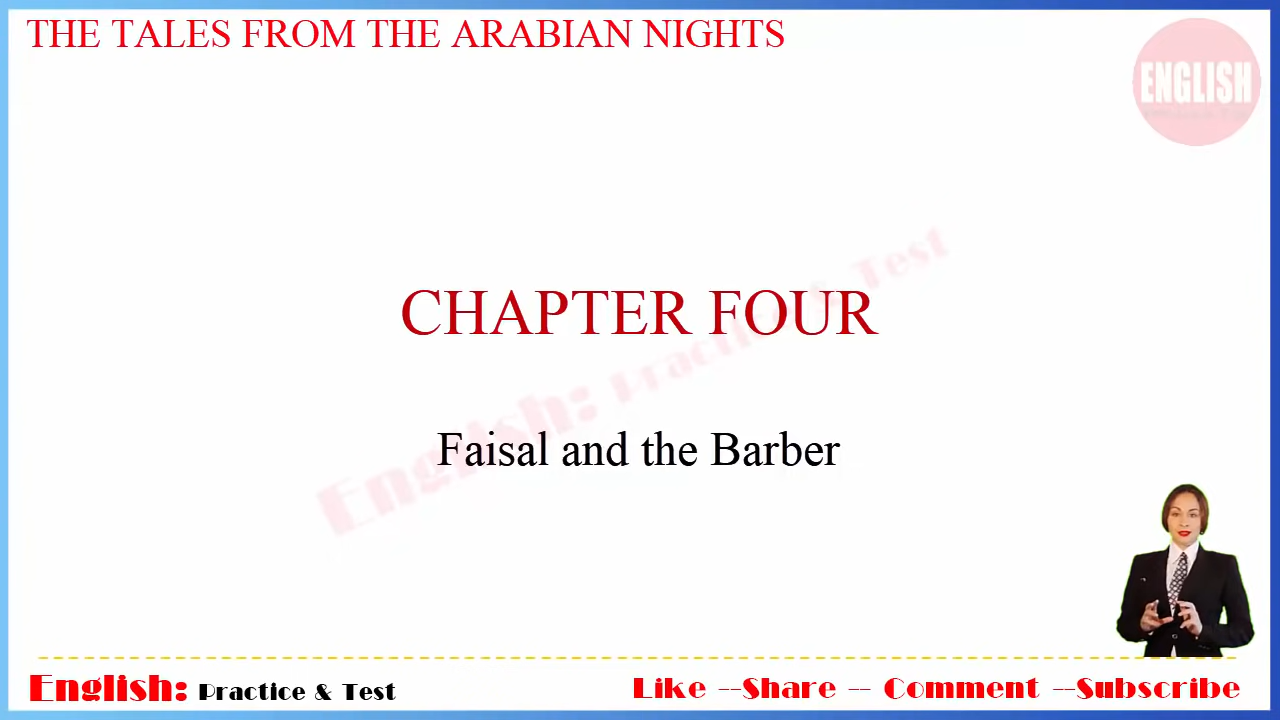 THE TALES FROM THE ARABIAN NIGHTS
ENGLISH
CHAPTER FOUR
English: Practice & Test
Faisal and the Barber
English: Practice & Test
Like --Share -- Comment --Subscribe